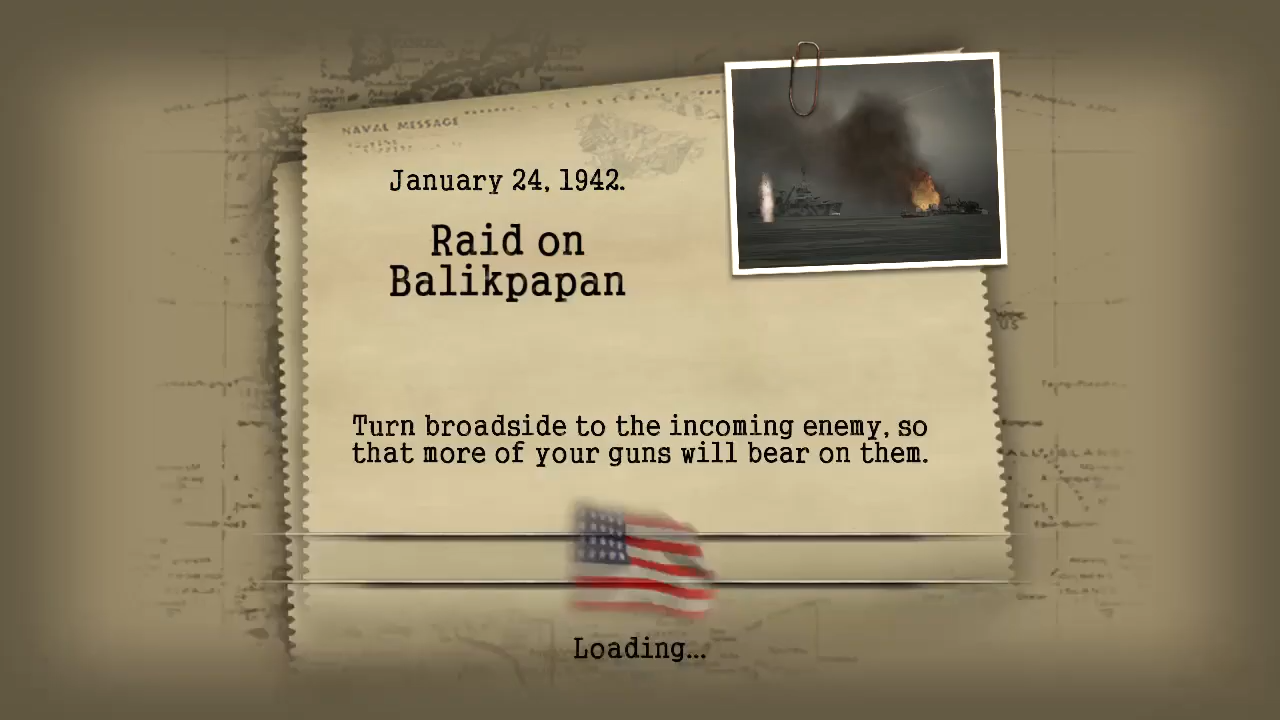 NAVAL MESSAGE
January 24, 1942.
Raid on
Balikpapan
Turn broadside to the incoming enemy, so
that more of your guns will bear on them.
Loading...